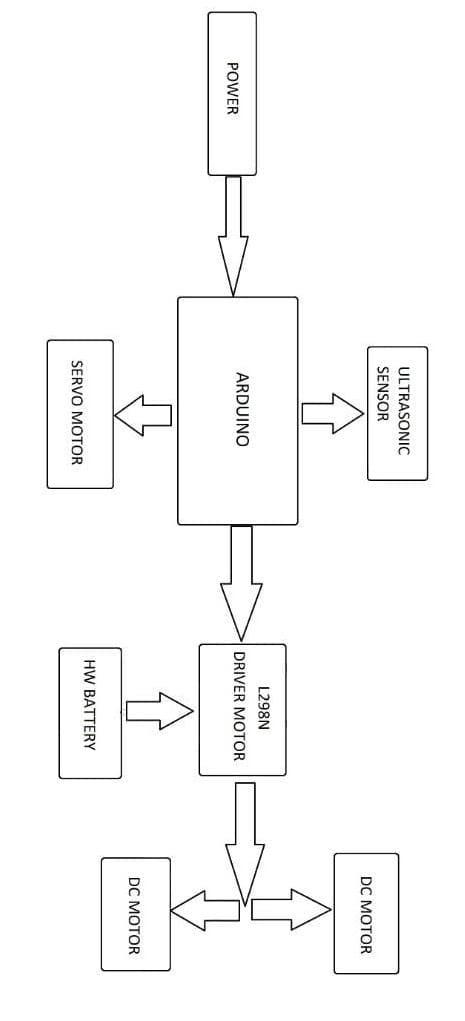 POWER
ULTRASONIC
SENSOR
ARDUINO
SERVO MOTOR
L298N
DRIVER MOTOR
HW BATTERY
DC MOTOR
DC MOTOR